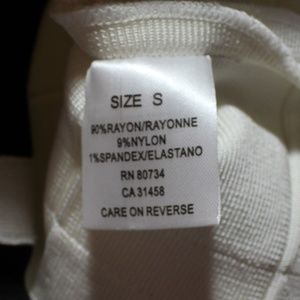 SIZE S
90%RAYON/RAYONNE
9%NYLON
1%SPANDEX/ELASTANO
RN 80734
CA 31458
CARE ON REVERSE